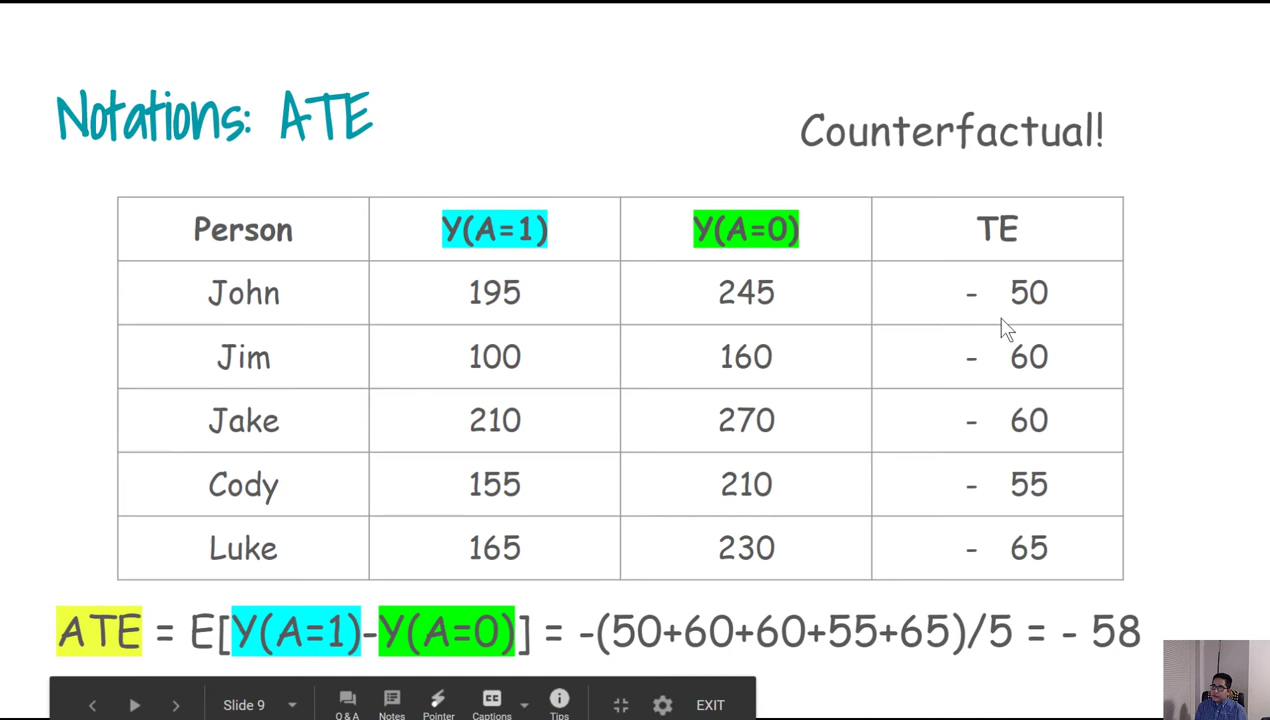 Notations: ATE
Counterfactual!
Person Y(A=1) Y(A=0) TE
John 195 245 - 50
Jim 100 160 - 60
Jake 210 270 - 60
Cody 155 210 - 55
Luke 165 230 - 65
ATE = E[Y(A=1)-Y(A=0)] = -(50+60+60+55+65)/5 = - 58
Slide 9 Q&A Notes Pointer CC Captions Tips EXIT